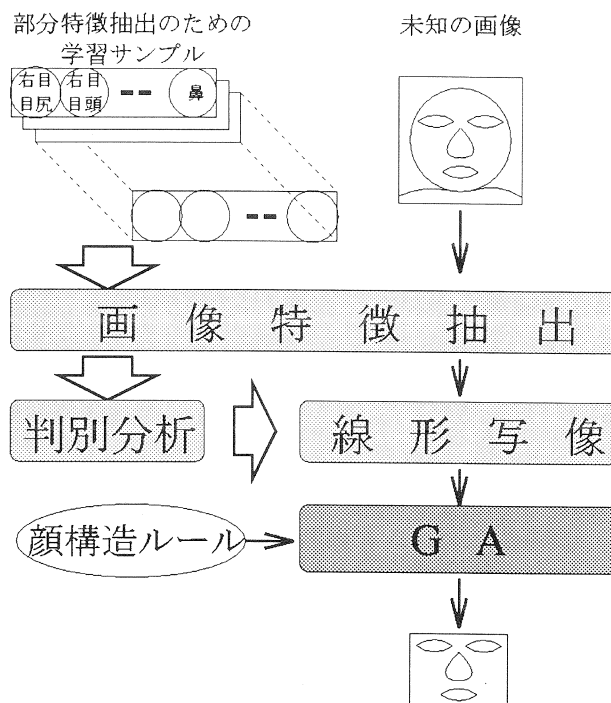 部分特徴抽出のための
学習サンプル
未知の画像
右目
目尻
右目
目頭
鼻
画像特徴抽出
判別分析
線形写像
顔構造ルール
GA